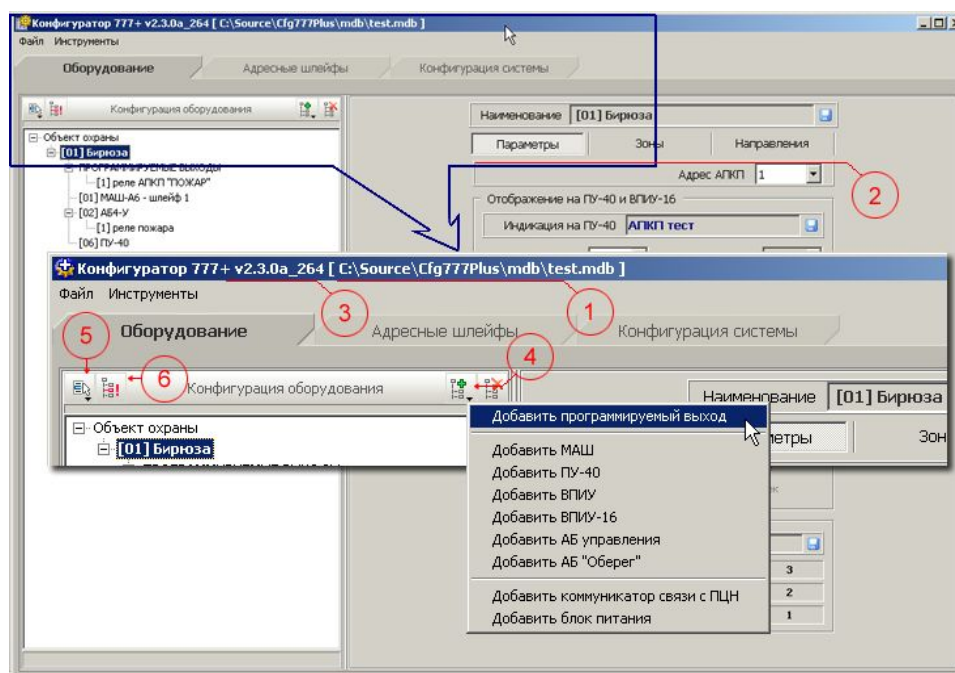 Конфигуратор 777+ v2.3.0a_264 [ C:\Source\Cfg777Plus\mdb\test.mdb ]
Файл Инструменты
Оборудование Адресные шлейфы Конфигурация системы
Конфигурация оборудования
Наименование [01] Бирюза
Объект охраны
[01] Бирюза
Параметры Зоны Направления
ПРОГРАММИРУЕМЫЕ ВЫХОДЫ
[1] реле АПКП "ПОЖАР"
Адрес АПКП 1
2
[01] МАШ-А6 - шлейф 1
Отображение на ПУ-40 и ВПИУ-16
[02] АБ4-У
[1] реле пожара
Индикация на ПУ-40 АПКП тест
[06] ПУ-40
Конфигуратор 777+ v2.3.0a_264 [ C:\Source\Cfg777Plus\mdb\test.mdb ]
Файл Инструменты
3
1
5
Оборудование Адресные шлейфы Конфигурация системы
4
6
Конфигурация оборудования
Наименование [01] Бирюза
Объект охраны
[01] Бирюза
Добавить программируемый выход
метры Зон
Добавить МАШ
Добавить ПУ-40
Добавить ВПИУ
Добавить ВПИУ-16
Добавить АБ управления
Добавить АБ "Оберег"
3
Добавить коммуникатор связи с ПЦН
2
Добавить блок питания
1